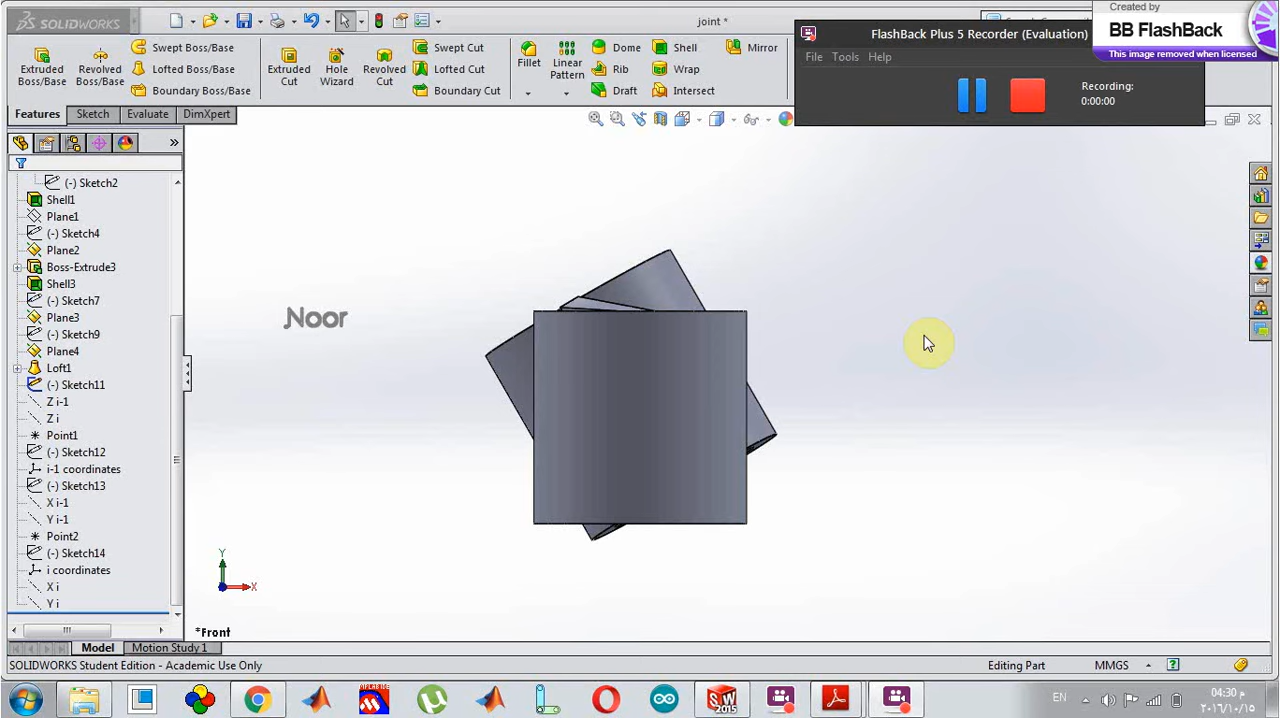 SOLIDWORKS
joint *
Created by
BB FlashBack
This image removed when licensed
FlashBack Plus 5 Recorder (Evaluation)
File Tools Help
Recording:
0:00:00
Extruded Boss/Base
Revolved Boss/Base
Swept Boss/Base
Lofted Boss/Base
Boundary Boss/Base
Extruded Cut
Hole Wizard
Revolved Cut
Swept Cut
Lofted Cut
Boundary Cut
Fillet
Linear Pattern
Dome
Rib
Draft
Shell
Wrap
Intersect
Mirror
Features Sketch Evaluate DimXpert
(-) Sketch2
Shell1
Plane1
(-) Sketch4
Plane2
Boss-Extrude3
Shell3
(-) Sketch7
Plane3
(-) Sketch9
Plane4
Loft1
(-) Sketch11
Z i-1
Z i
Point1
(-) Sketch12
i-1 coordinates
(-) Sketch13
X i-1
Y i-1
Point2
(-) Sketch14
i coordinates
X i
Y i
Noor
Y
X
*Front
Model Motion Study 1
SOLIDWORKS Student Edition - Academic Use Only
Editing Part
MMGS
EN
04:30 م
٢٠١٦/١٠/١٥